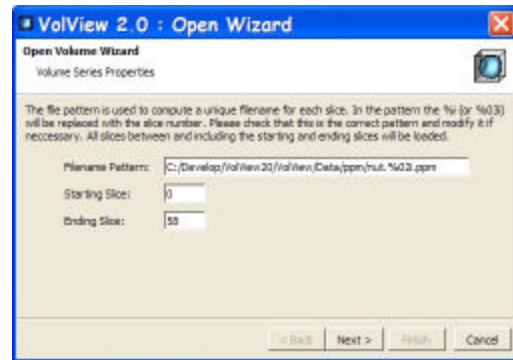 VolView 2.0 : Open Wizard
Open Volume Wizard
Volume Series Properties
The file pattern is used to compute a unique filename for each slice. In the pattern the %i (or %03i)
will be replaced with the slice number. Please check that this is the correct pattern and modify it if
neccessary. All slices between and including the starting and ending slices will be loaded.
Filename Pattern: C:/Develop/VolView20/VolView/Data/ppm/nut.%02i.ppm
Starting Slice: 0
Ending Slice: 58
< Back Next > Finish Cancel